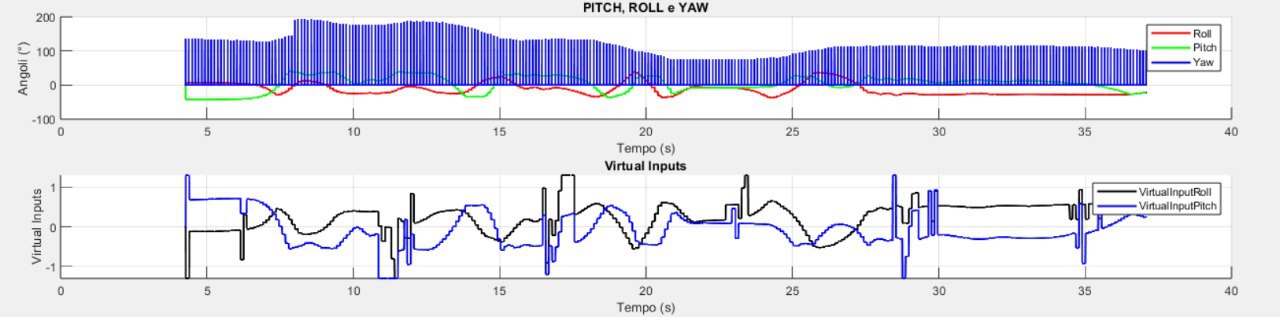 PITCH, ROLL e YAW
200
100
0
-100
Angoli (°)
Roll
Pitch
Yaw
0 5 10 15 20 25 30 35 40
Tempo (s)
Virtual Inputs
1
0
-1
Virtual Inputs
VirtualInputRoll
VirtualInputPitch
0 5 10 15 20 25 30 35 40
Tempo (s)